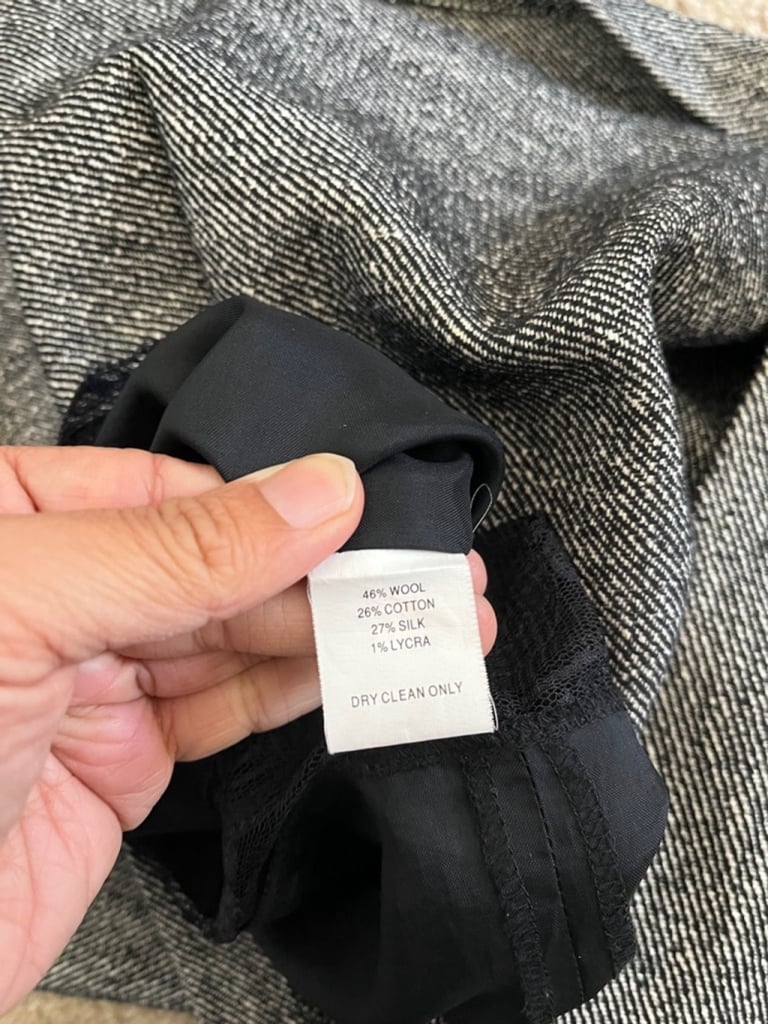 46% WOOL
26% COTTON
27% SILK
1% LYCRA
DRY CLEAN ONLY